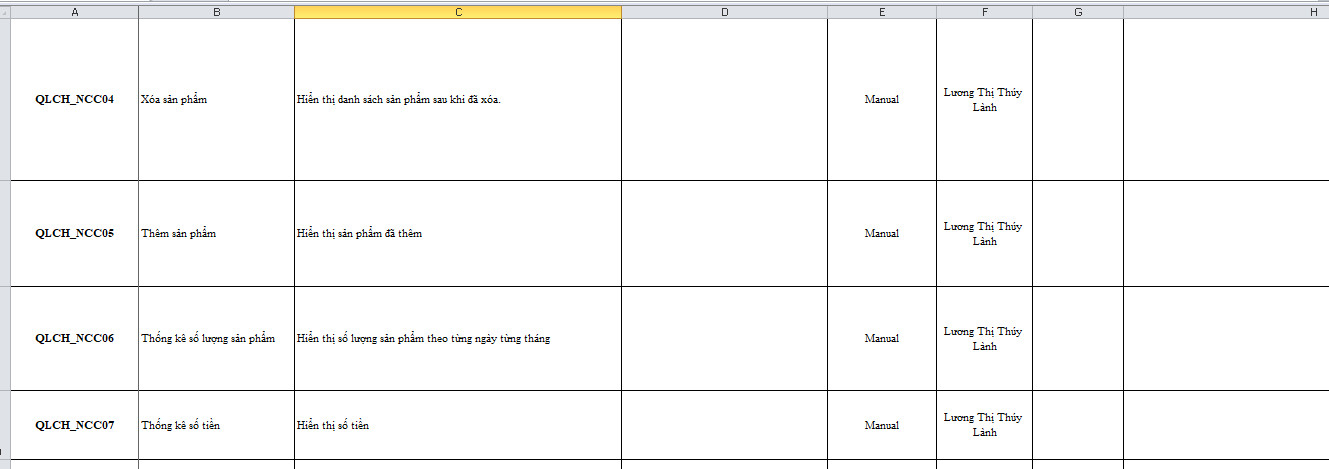 A B C D E F G H
QLCH_NCC04 Xóa sản phẩm Hiển thị danh sách sản phẩm sau khi đã xóa. Manual Lương Thị Thúy
Lành
QLCH_NCC05 Thêm sản phẩm Hiển thị sản phẩm đã thêm Manual Lương Thị Thúy
Lành
QLCH_NCC06 Thống kê số lượng sản phẩm Hiển thị số lượng sản phẩm theo từng ngày từng tháng Manual Lương Thị Thúy
Lành
QLCH_NCC07 Thống kê số tiền Hiển thị số tiền Manual Lương Thị Thúy
Lành